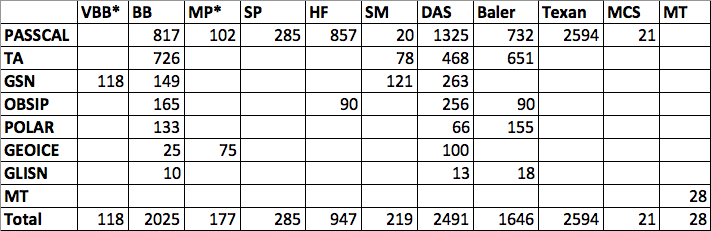 VBB* BB MP* SP HF SM DAS Baler Texan MCS MT
PASSCAL 817 102 285 857 20 1325 732 2594 21
TA 726 78 468 651
GSN 118 149 121 263
OBSIP 165 90 256 90
POLAR 133 66 155
GEOICE 25 75 100
GLISN 10 13 18
MT 28
Total 118 2025 177 285 947 219 2491 1646 2594 21 28